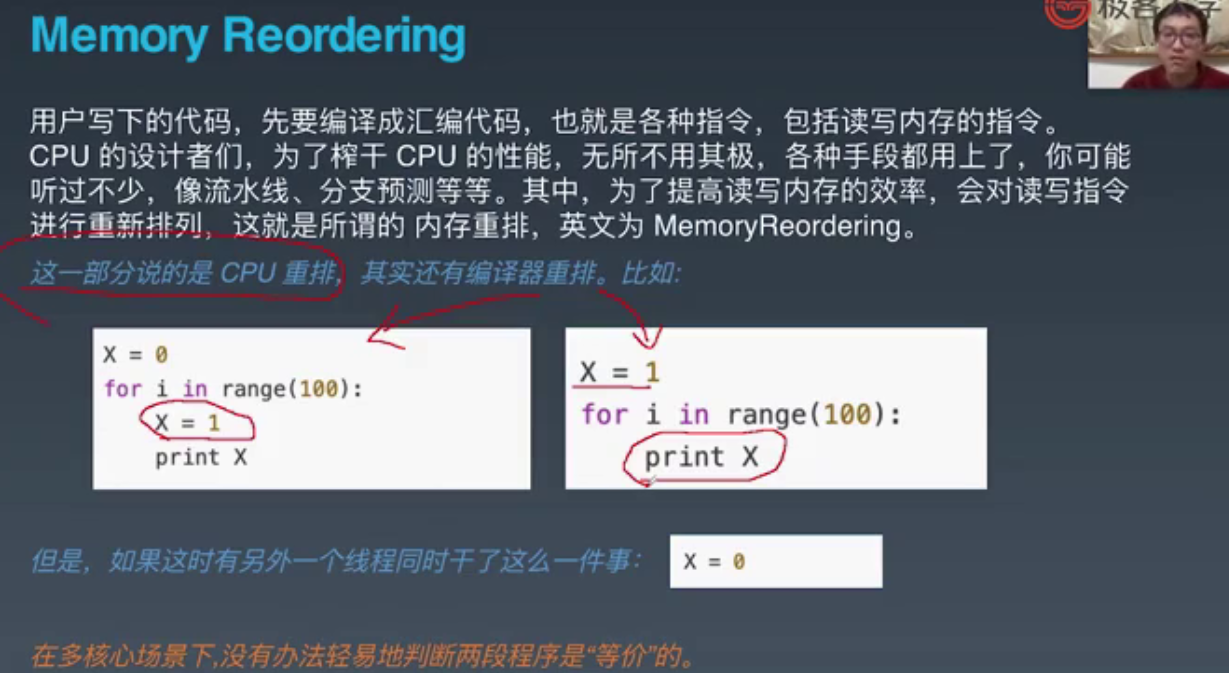 Memory Reordering
用户写下的代码，先要编译成汇编代码，也就是各种指令，包括读写内存的指令。
CPU 的设计者们，为了榨干 CPU 的性能，无所不用其极，各种手段都用上了，你可能
听过不少，像流水线、分支预测等等。其中，为了提高读写内存的效率，会对读写指令
进行重新排列，这就是所谓的 内存重排，英文为 MemoryReordering。
这一部分说的是 CPU 重排，其实还有编译器重排。比如:
X = 0
for i in range(100):
    X = 1
    print X
X = 1
for i in range(100):
    print X
但是，如果这时有另外一个线程同时干了这么一件事：
X = 0
在多核心场景下,没有办法轻易地判断两段程序是“等价”的。